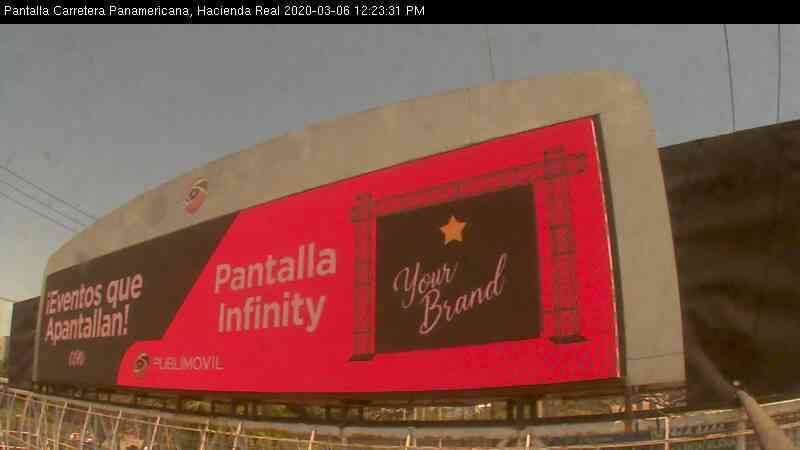 Pantalla Carretera Panamericana, Hacienda Real 2020-03-06 12:23:31 PM
¡Eventos que
Apantallan!
Pantalla
Infinity
PUBLIMOVIL
Your
Brand